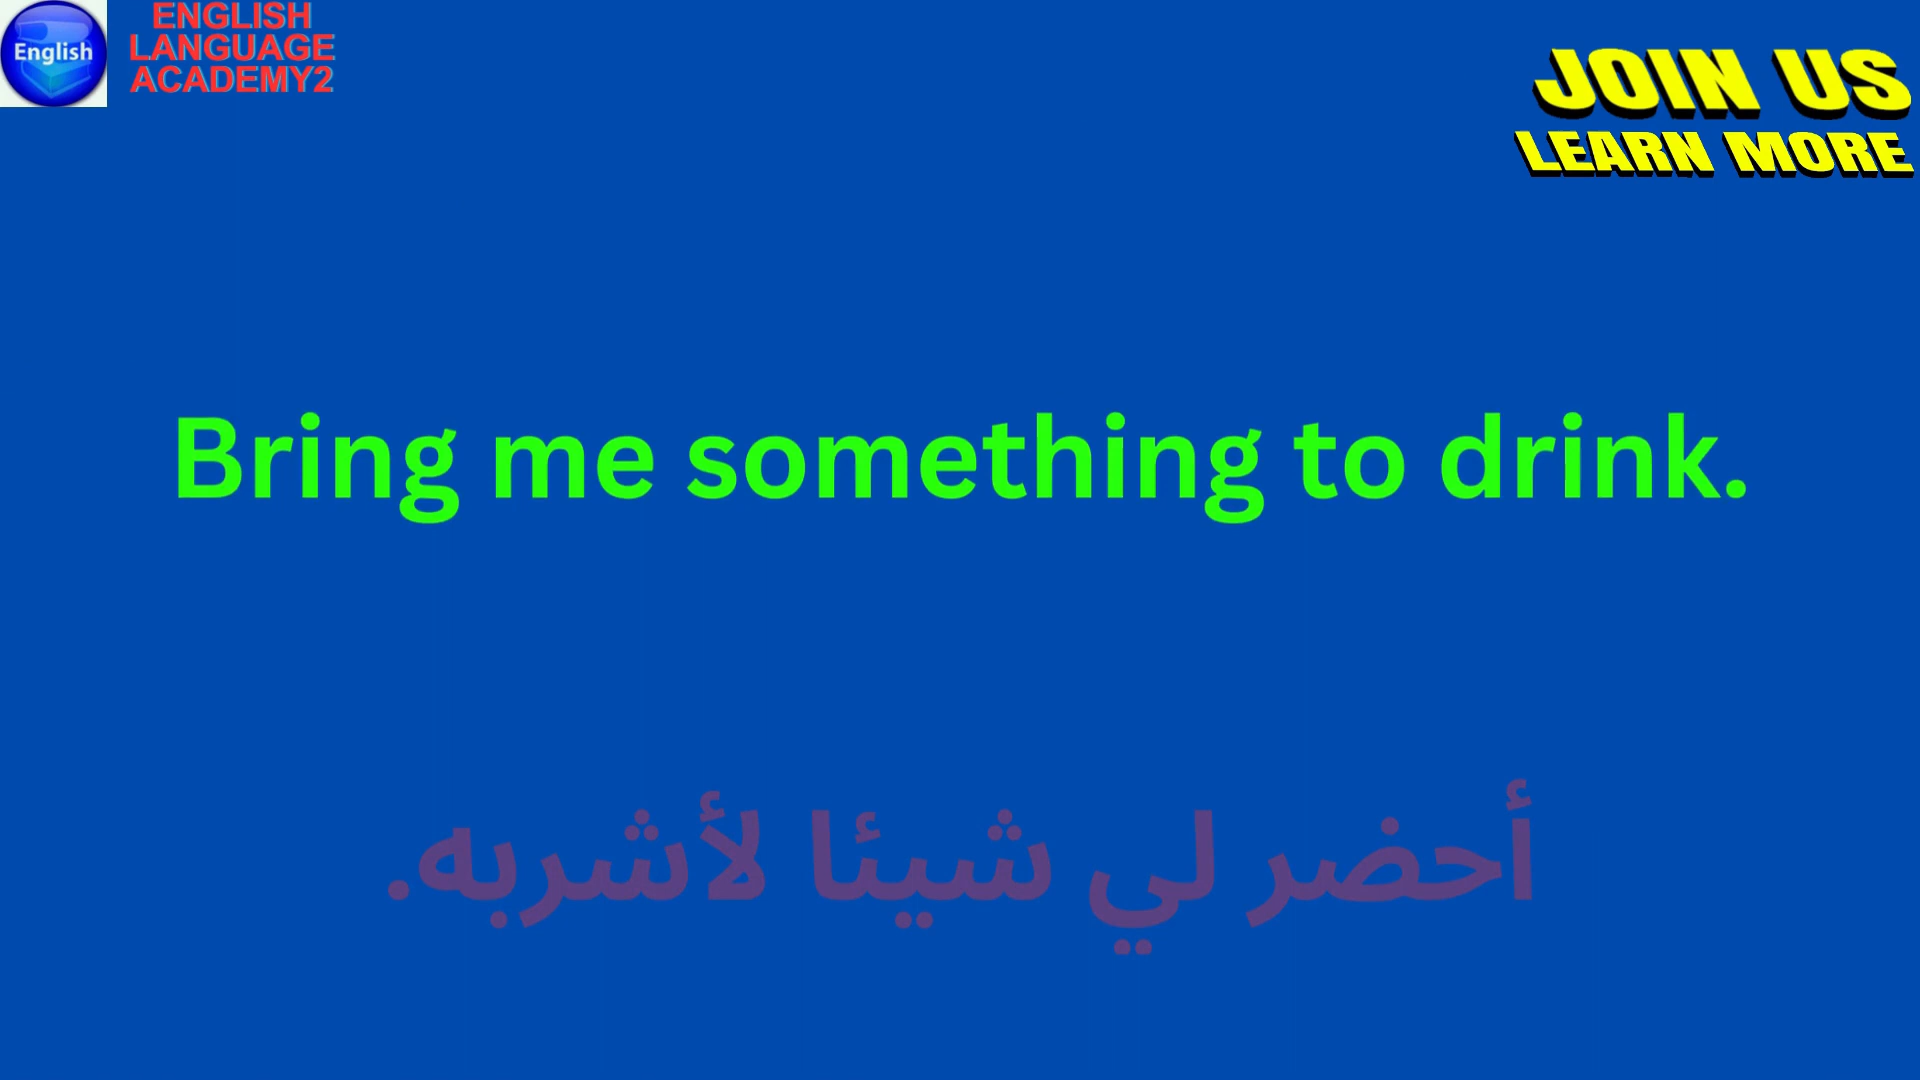 English
ENGLISH
LANGUAGE
ACADEMY2
JOIN US
LEARN MORE
Bring me something to drink.
أحضر لي شيئا لأشربه.